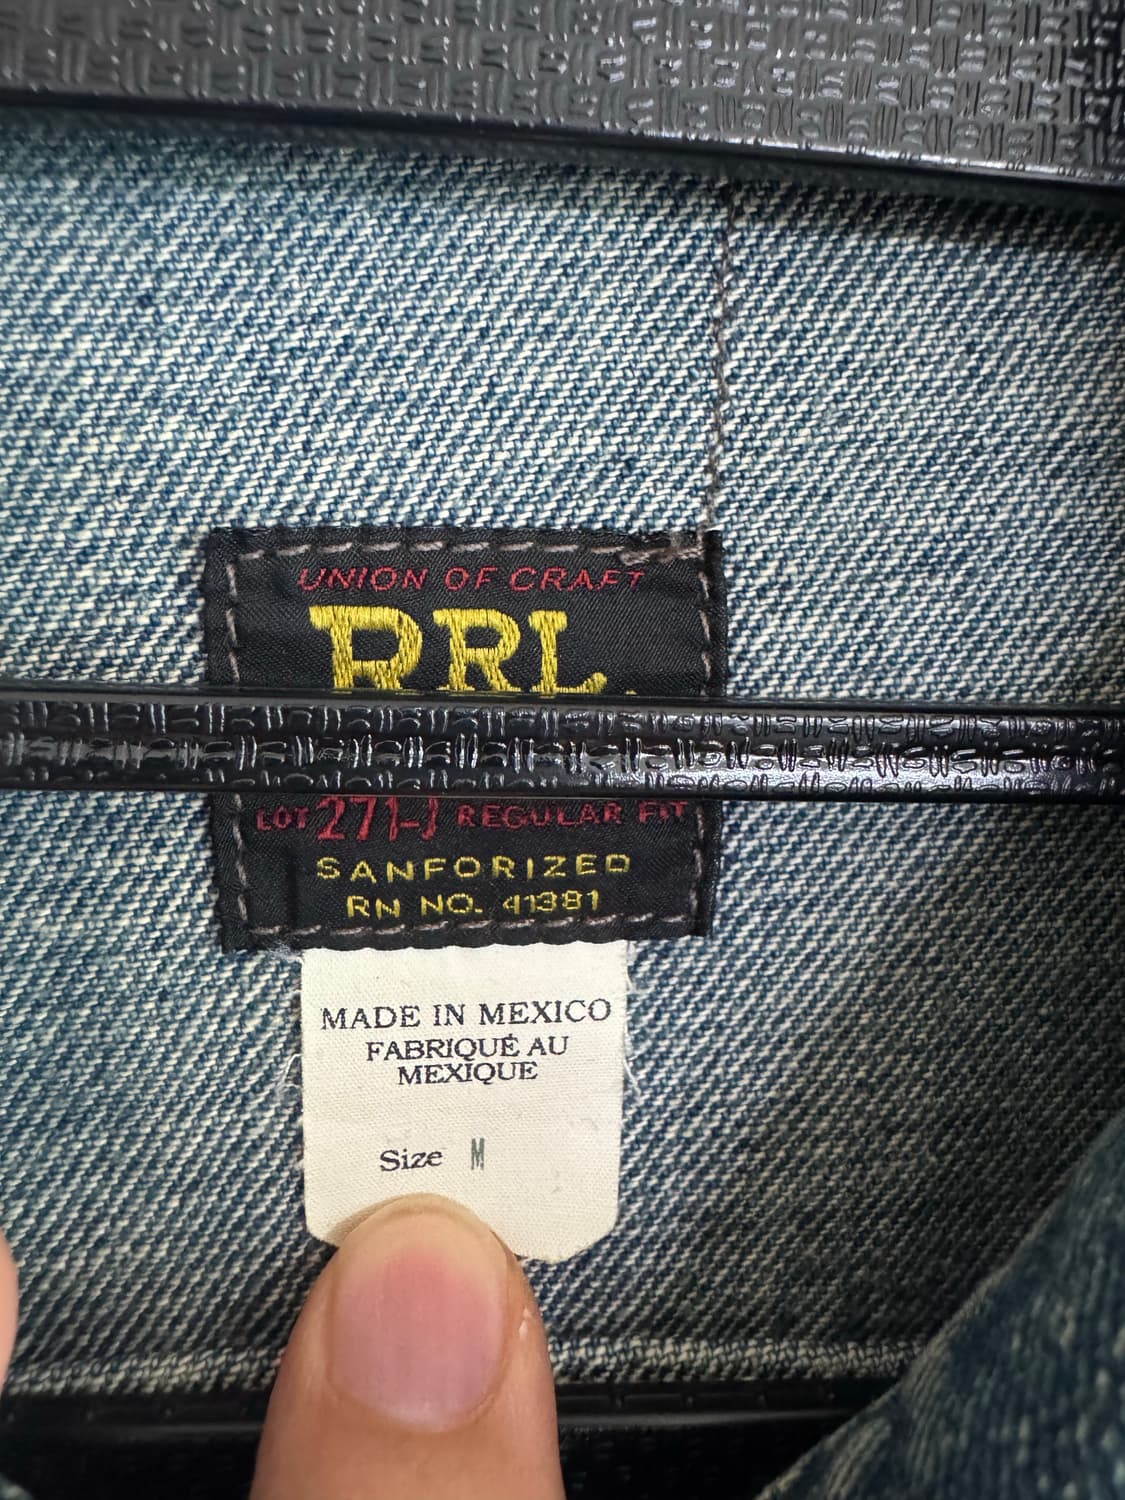 UNION OF CRAFT
RRL
LOT 271-J REGULAR FIT
SANFORIZED
RN NO. 41381
MADE IN MEXICO
FABRIQUÉ AU
MEXIQUE
Size M